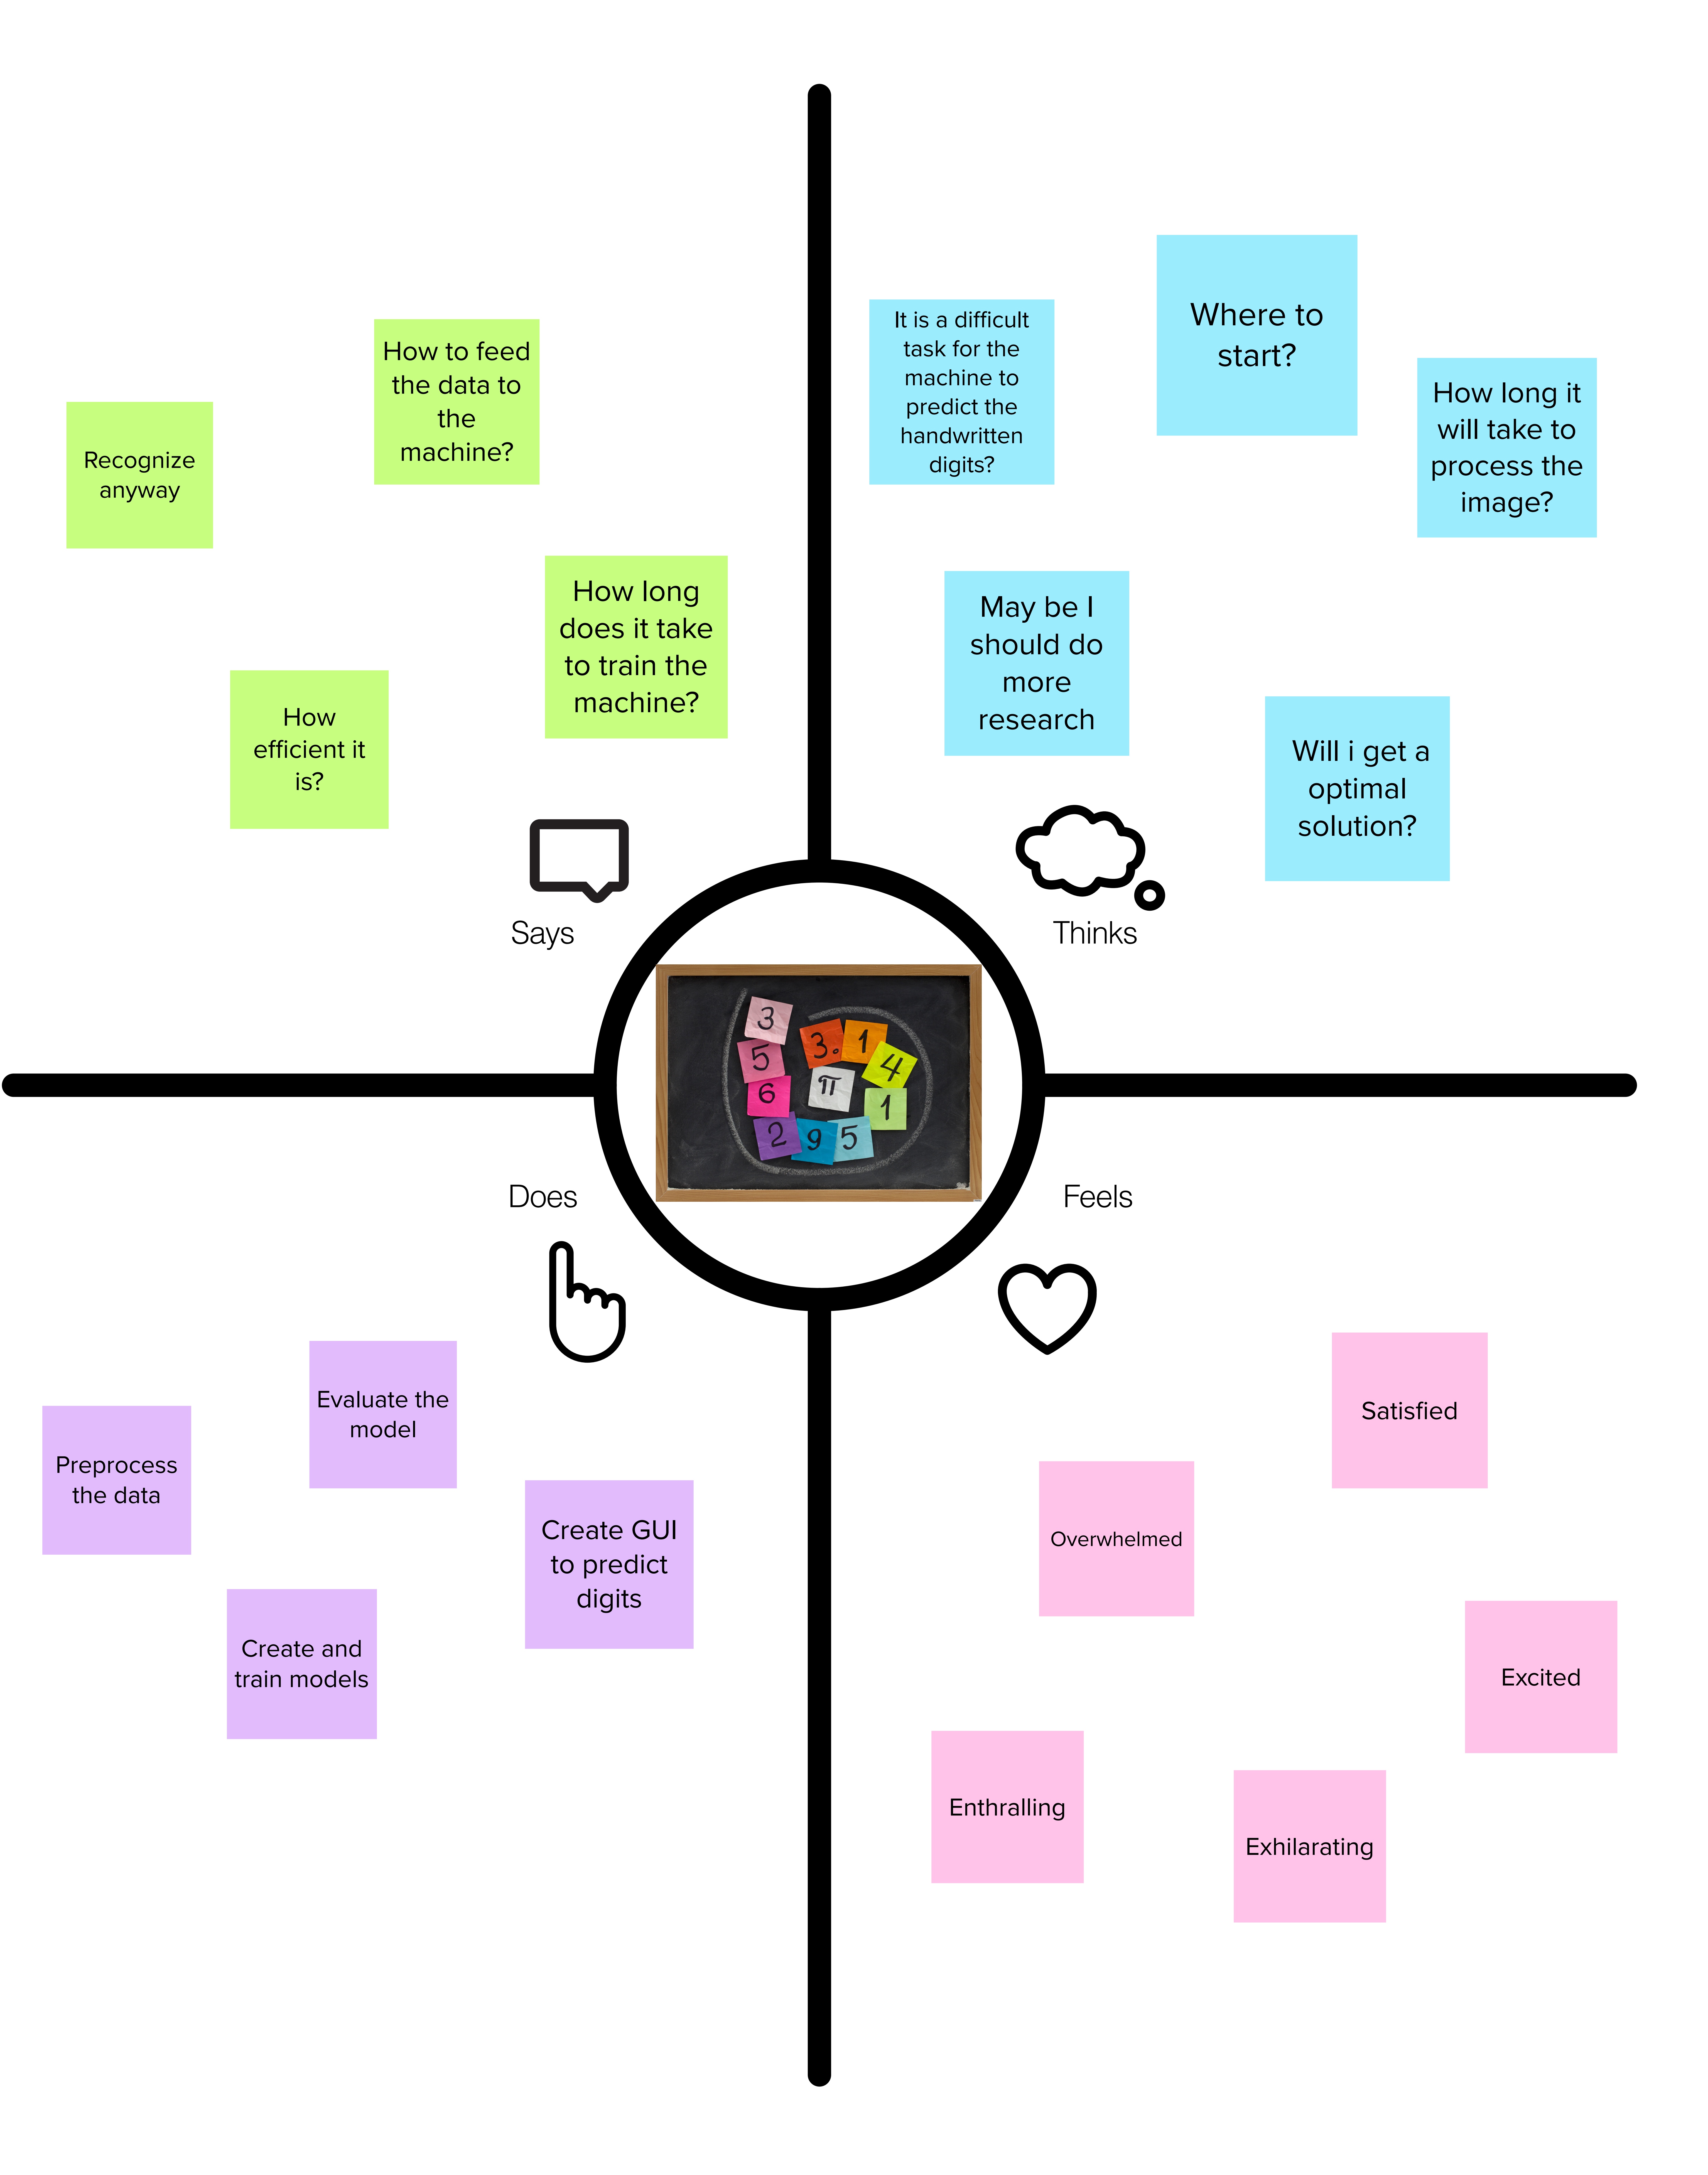 Recognize
anyway
How to feed
the data to
the
machine?
How long
does it take
to train the
machine?
How
efficient it
is?
Says
It is a difficult
task for the
machine to
predict the
handwritten
digits?
Where to
start?
How long it
will take to
process the
image?
May be I
should do
more
research
Will i get a
optimal
solution?
Thinks
3
3.
1
4
5
π
6
1
2
9
5
Does
Preprocess
the data
Evaluate the
model
Create GUI
to predict
digits
Create and
train models
Feels
Satisfied
Overwhelmed
Excited
Enthralling
Exhilarating